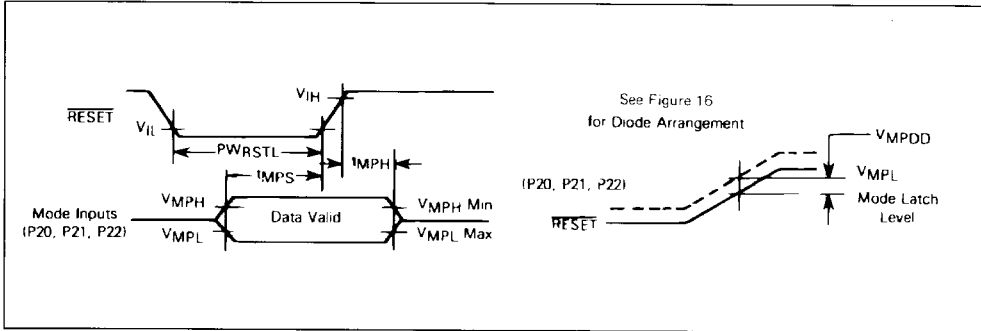 RESET
VIH
VIL
PWRSTL
tMPH
tMPS
Mode Inputs
(P20, P21, P22)
VMPH
VMPL
Data Valid
VMPH Min
VMPL Max
See Figure 16
for Diode Arrangement
VMPDD
(P20, P21, P22)
VMPL
Mode Latch
Level
RESET